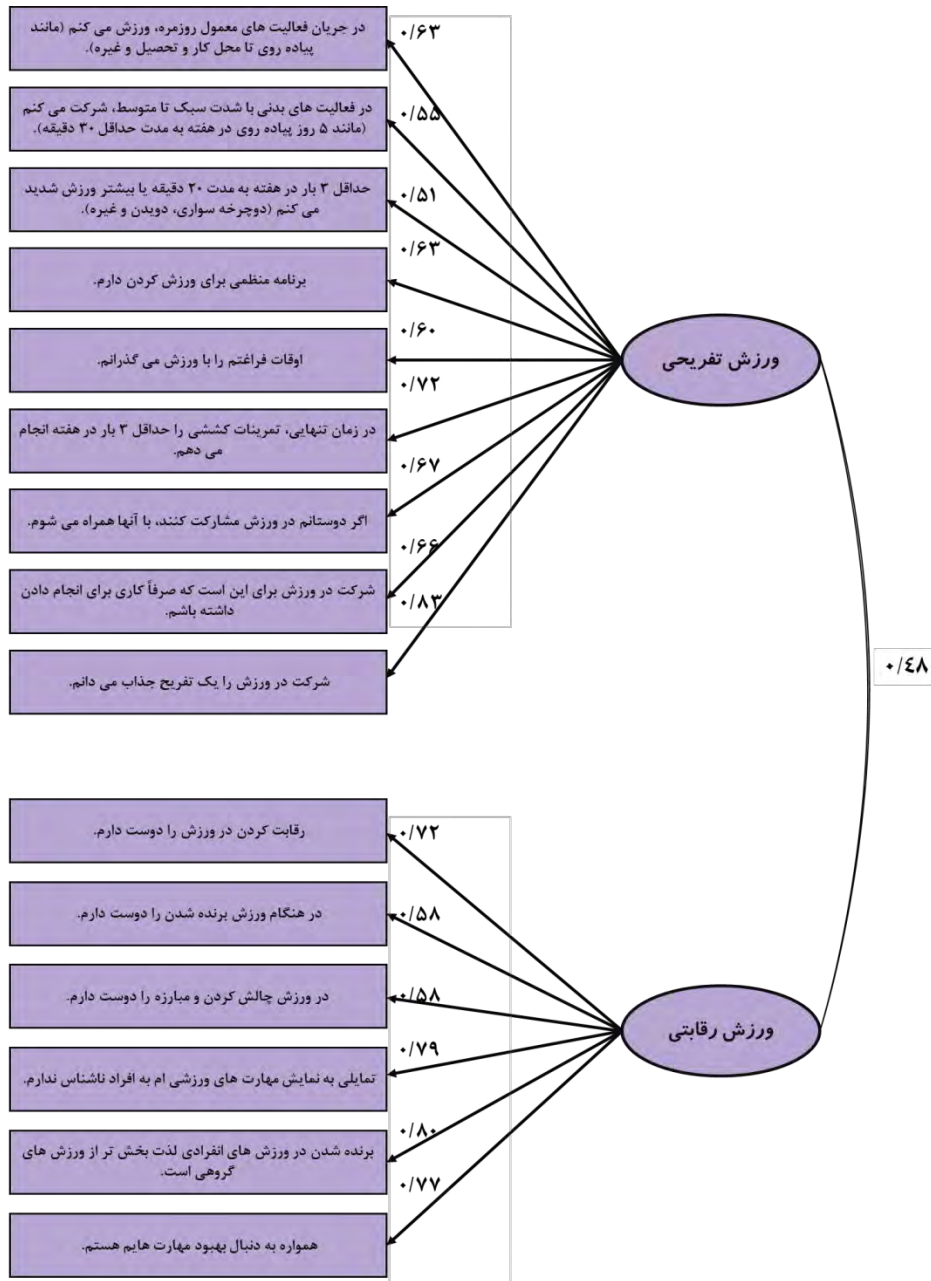 در جریان فعالیت های معمول روزمره، ورزش می کنم (مانند
پیاده روی تا محل کار و تحصیل و غیره).
۰/۶۳
در فعالیت های بدنی با شدت سبک تا متوسط، شرکت می کنم
(مانند ۵ روز پیاده روی در هفته به مدت حداقل ۳۰ دقیقه).
۰/۵۵
حداقل ۳ بار در هفته به مدت ۲۰ دقیقه یا بیشتر ورزش شدید
می کنم (دوچرخه سواری، دویدن و غیره).
۰/۵۱
برنامه منظمی برای ورزش کردن دارم.
۰/۶۳
اوقات فراغتم را با ورزش می گذرانم.
۰/۶۰
در زمان تنهایی، تمرینات کششی را حداقل ۳ بار در هفته انجام
می دهم.
۰/۷۲
اگر دوستانم در ورزش مشارکت کنند، با آنها همراه می شوم.
۰/۶۷
شرکت در ورزش برای این است که صرفاً کاری برای انجام دادن
داشته باشم.
۰/۶۶
شرکت در ورزش را یک تفریح جذاب می دانم.
۰/۸۳
ورزش تفریحی
۰/٤٨
رقابت کردن در ورزش را دوست دارم.
۰/۷۲
در هنگام ورزش برنده شدن را دوست دارم.
۰/۵۸
در ورزش چالش کردن و مبارزه را دوست دارم.
۰/۵۸
تمایلی به نمایش مهارت های ورزشی ام به افراد ناشناس ندارم.
۰/۷۹
برنده شدن در ورزش های انفرادی لذت بخش تر از ورزش های
گروهی است.
۰/۸۰
همواره به دنبال بهبود مهارت هایم هستم.
۰/۷۷
ورزش رقابتی